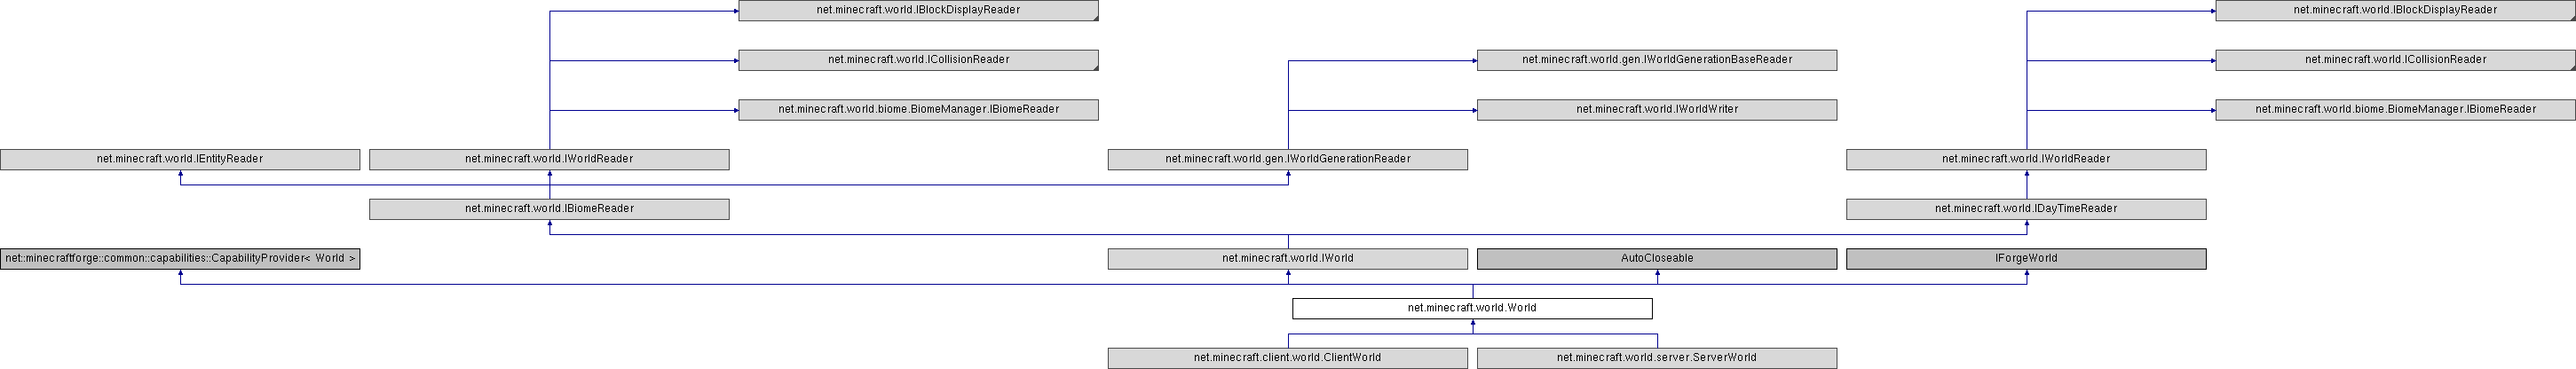 net.minecraft.world.IBlockDisplayReader
net.minecraft.world.IBlockDisplayReader
net.minecraft.world.ICollisionReader
net.minecraft.world.gen.IWorldGenerationBaseReader
net.minecraft.world.ICollisionReader
net.minecraft.world.biome.BiomeManager.IBiomeReader
net.minecraft.world.IWorldWriter
net.minecraft.world.biome.BiomeManager.IBiomeReader
net.minecraft.world.IEntityReader
net.minecraft.world.IWorldReader
net.minecraft.world.gen.IWorldGenerationReader
net.minecraft.world.IWorldReader
net.minecraft.world.IBiomeReader
net.minecraft.world.IDayTimeReader
net::minecraftforge::common::capabilities::CapabilityProvider< World >
net.minecraft.world.IWorld
AutoCloseable
IForgeWorld
net.minecraft.world.World
net.minecraft.client.world.ClientWorld
net.minecraft.world.server.ServerWorld